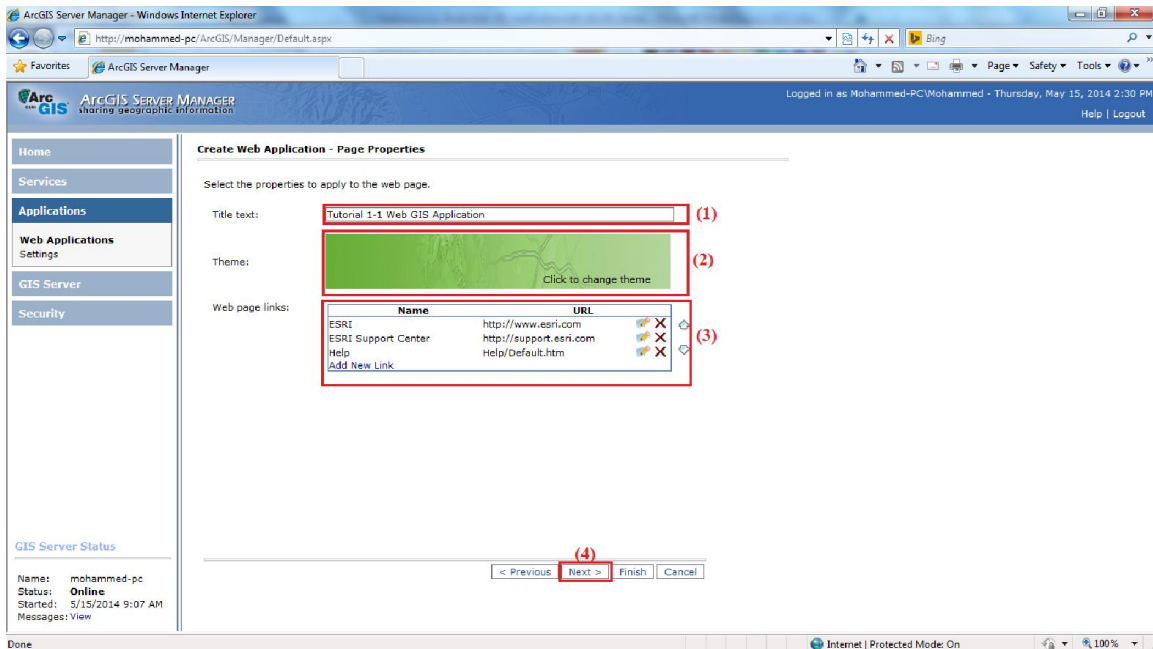 ArcGIS Server Manager - Windows Internet Explorer
http://mohammed-pc/ArcGIS/Manager/Default.aspx
Bing
Favorites
ArcGIS Server Manager
Page
Safety
Tools
Arc GIS
ArcGIS Server Manager
sharing geographic information
Logged in as Mohammed-PC\Mohammed - Thursday, May 15, 2014 2:30 PM
Help | Logout
Home
Services
Applications
Web Applications
Settings
GIS Server
Security
Create Web Application - Page Properties
Select the properties to apply to the web page.
Title text:
Tutorial 1-1 Web GIS Application
(1)
Theme:
Click to change theme
(2)
Web page links:
Name URL
ESRI http://www.esri.com
ESRI Support Center http://support.esri.com
Help Help/Default.htm
Add New Link
(3)
(4)
< Previous Next > Finish Cancel
GIS Server Status
Name: mohammed-pc
Status: Online
Started: 5/15/2014 9:07 AM
Messages: View
Done
Internet | Protected Mode: On
100%